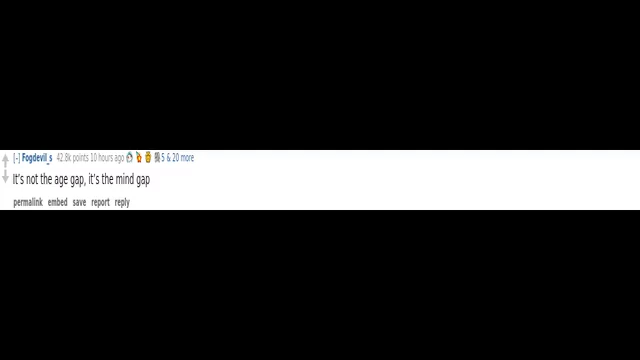 [-] Fogdevil_s 42.8k points 10 hours ago 5 & 20 more
It's not the age gap, it's the mind gap
permalink embed save report reply